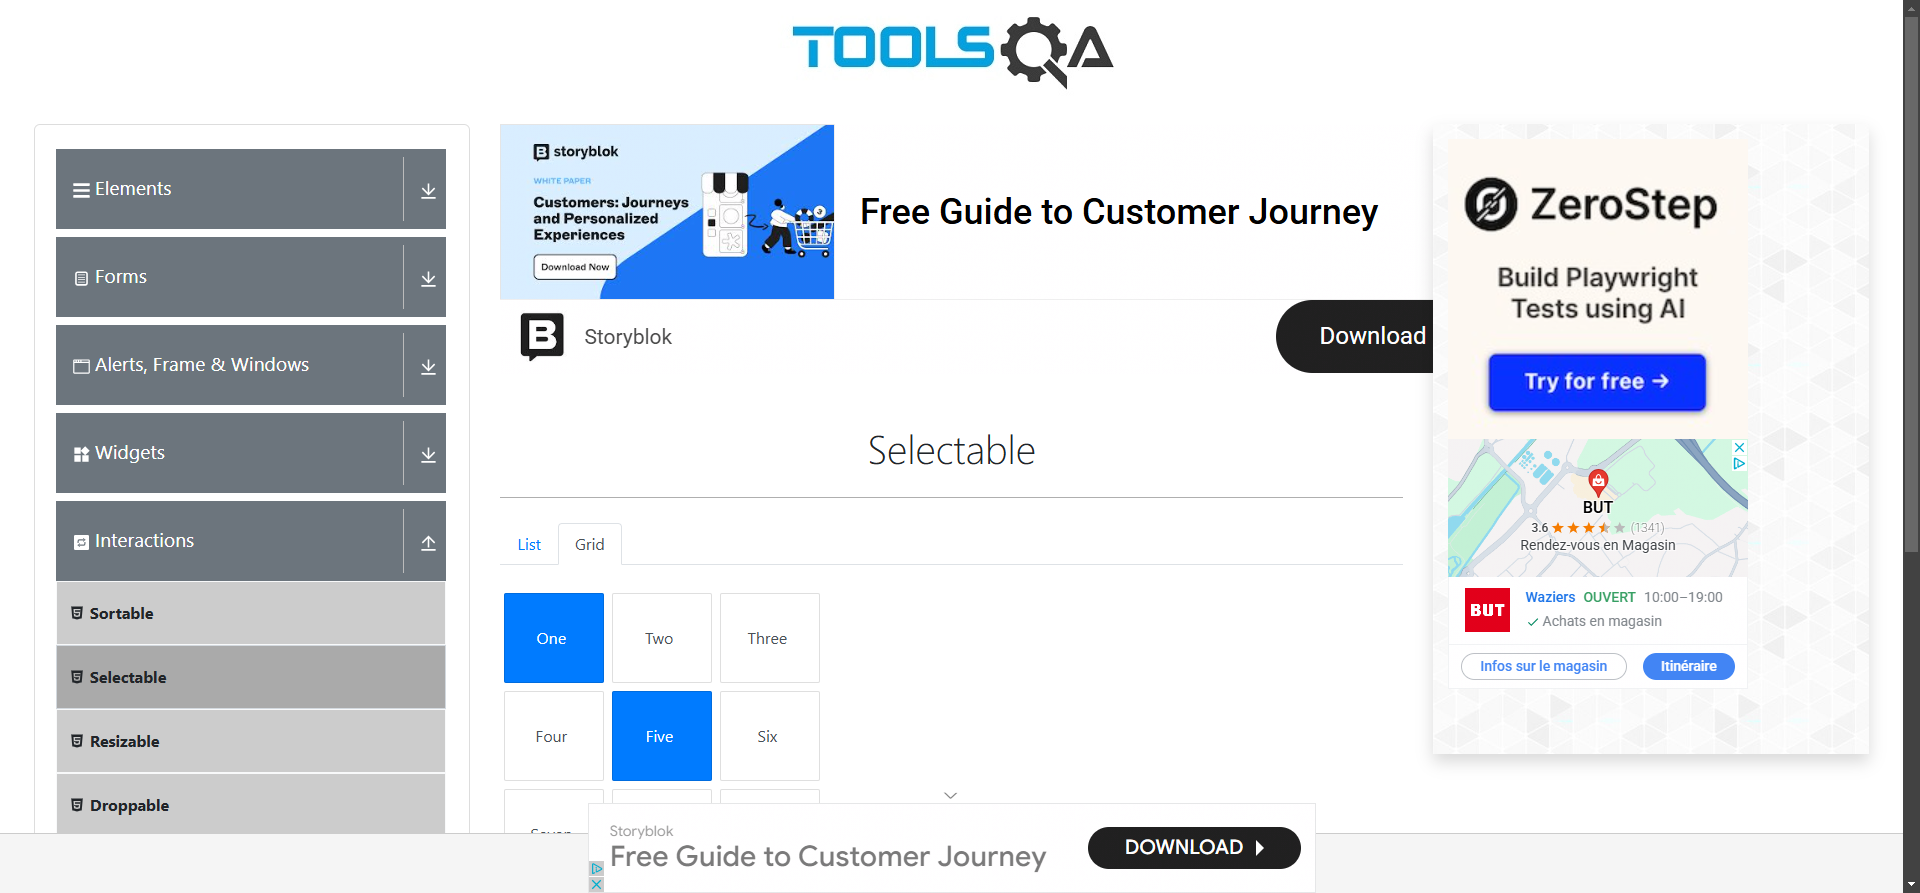 TOOLSQA
Elements
Forms
Alerts, Frame & Windows
Widgets
Interactions
Sortable
Selectable
Resizable
Droppable
storyblok
WHITE PAPER
Customers: Journeys
and Personalized
Experiences
Download Now
Free Guide to Customer Journey
B Storyblok
Download
Selectable
List Grid
One Two Three
Four Five Six
Storyblok
Free Guide to Customer Journey
DOWNLOAD
ZeroStep
Build Playwright
Tests using AI
Try for free →
BUT
3.6 (1341)
Rendez-vous en Magasin
BUT
Waziers OUVERT 10:00–19:00
Achats en magasin
Infos sur le magasin Itinéraire